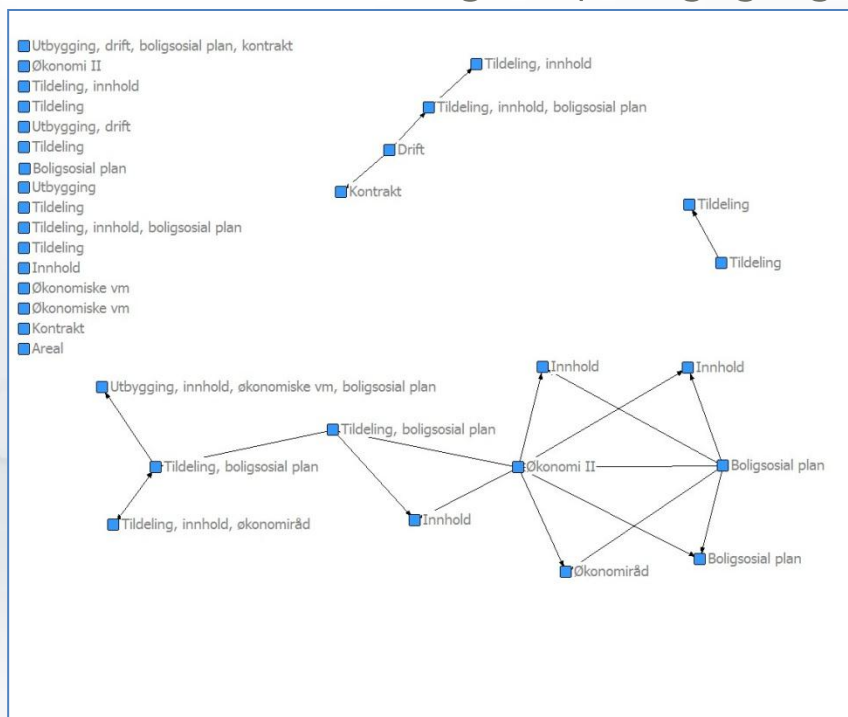 Utbygging, drift, boligsosial plan, kontrakt
Økonomi II
Tildeling, innhold
Tildeling
Utbygging, drift
Tildeling
Boligsosial plan
Utbygging
Tildeling
Tildeling, innhold, boligsosial plan
Tildeling
Innhold
Økonomiske vm
Økonomiske vm
Kontrakt
Areal
Tildeling, innhold
Tildeling, innhold, boligsosial plan
Drift
Kontrakt
Tildeling
Tildeling
Innhold
Innhold
Utbygging, innhold, økonomiske vm, boligsosial plan
Tildeling, boligsosial plan
Tildeling, boligsosial plan
Økonomi II
Boligsosial plan
Tildeling, innhold, økonomiråd
Innhold
Økonomiråd
Boligsosial plan